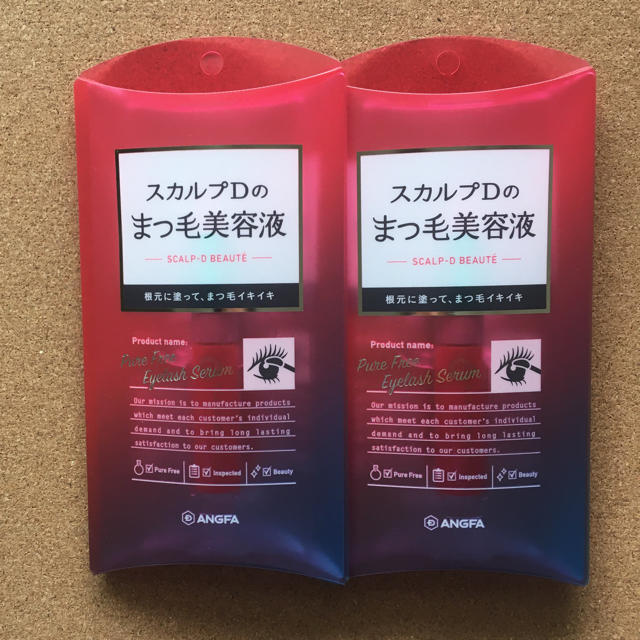 スカルプDの
まつ毛美容液
SCALP-D BEAUTÉ
根元に塗って、まつ毛イキイキ
Product name:
Pure Free
Eyelash Serum
Our mission is to manufacture products
which meet each customer's individual
demand and to bring long lasting
satisfaction to our customers.
Pure Free Inspected Beauty
ANGFA
スカルプDの
まつ毛美容液
SCALP-D BEAUTÉ
根元に塗って、まつ毛イキイキ
Product name:
Pure Free
Eyelash Serum
Our mission is to manufacture products
which meet each customer's individual
demand and to bring long lasting
satisfaction to our customers.
Pure Free Inspected Beauty
ANGFA